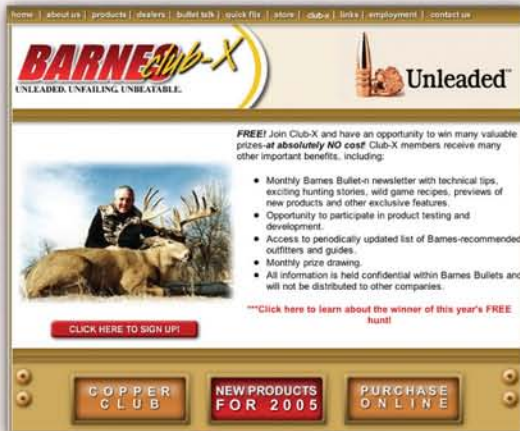 home | about us | products | dealers | bullet talk | quick fix | store | club-x | links | employment | contact us
BARNES Club-X
UNLEADED. UNFAILING. UNBEATABLE.
Unleaded™
FREE! Join Club-X and have an opportunity to win many valuable
prizes-at absolutely NO cost! Club-X members receive many
other important benefits, including:
• Monthly Barnes Bullet-n newsletter with technical tips,
exciting hunting stories, wild game recipes, previews of
new products and other exclusive features.
• Opportunity to participate in product testing and
development.
• Access to periodically updated list of Barnes-recommended
outfitters and guides.
• Monthly prize drawing.
• All information is held confidential within Barnes Bullets and
will not be distributed to other companies.
***Click here to learn about the winner of this year's FREE
hunt!
CLICK HERE TO SIGN UP!
COPPER
CLUB
NEW PRODUCTS
FOR 2005
PURCHASE
ONLINE